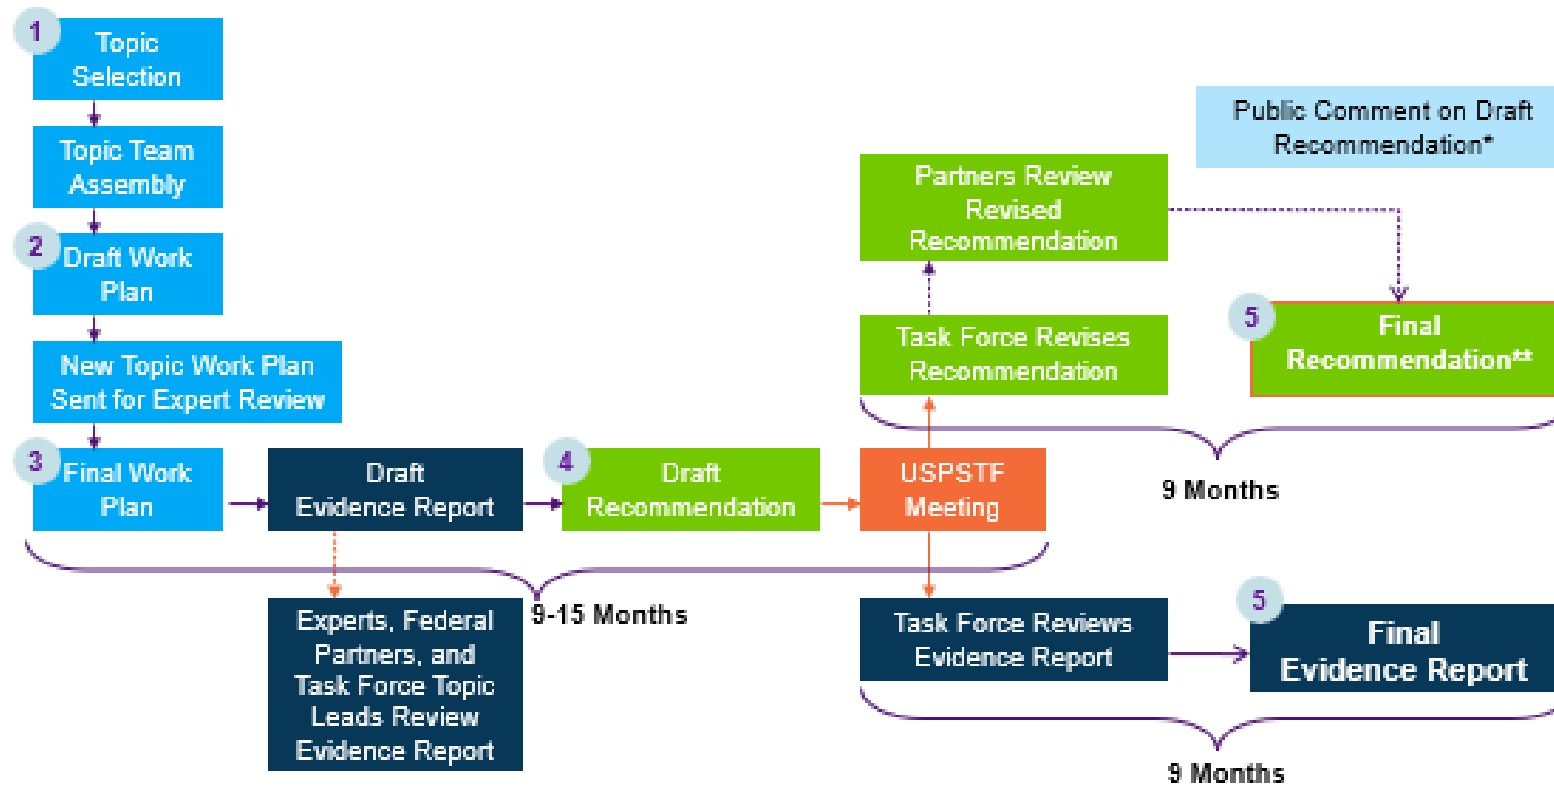 1
Topic
Selection
Topic Team
Assembly
2
Draft Work
Plan
New Topic Work Plan
Sent for Expert Review
3
Final Work
Plan
Draft
Evidence Report
Experts, Federal
Partners, and
Task Force Topic
Leads Review
Evidence Report
9-15 Months
4
Draft
Recommendation
USPSTF
Meeting
Task Force Revises
Recommendation
Partners Review
Revised
Recommendation
Public Comment on Draft
Recommendation*
5
Final
Recommendation**
9 Months
Task Force Reviews
Evidence Report
5
Final
Evidence Report
9 Months